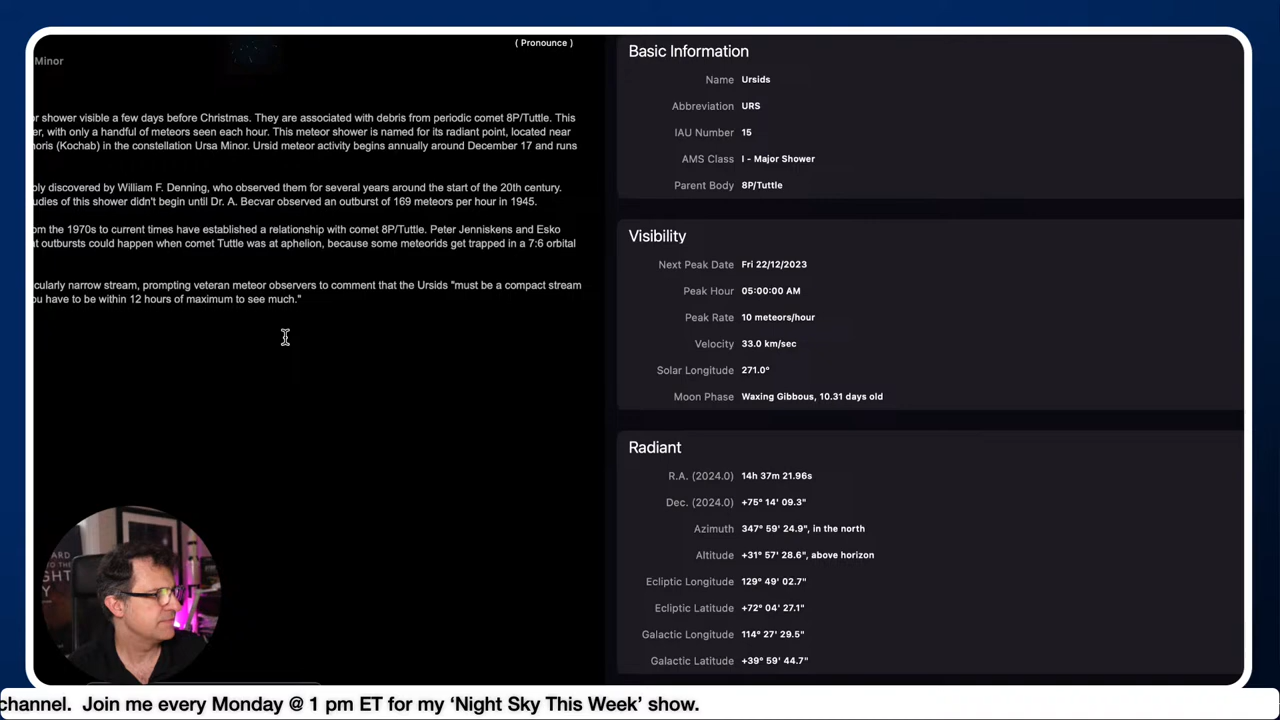 ( Pronounce )
Minor
or shower visible a few days before Christmas. They are associated with debris from periodic comet 8P/Tuttle. This
er, with only a handful of meteors seen each hour. This meteor shower is named for its radiant point, located near
noris (Kochab) in the constellation Ursa Minor. Ursid meteor activity begins annually around December 17 and runs
bly discovered by William F. Denning, who observed them for several years around the start of the 20th century.
udies of this shower didn't begin until Dr. A. Becvar observed an outburst of 169 meteors per hour in 1945.
om the 1970s to current times have established a relationship with comet 8P/Tuttle. Peter Jenniskens and Esko
at outbursts could happen when comet Tuttle was at aphelion, because some meteorids get trapped in a 7:6 orbital
cularly narrow stream, prompting veteran meteor observers to comment that the Ursids "must be a compact stream
ou have to be within 12 hours of maximum to see much."
Basic Information
Name Ursids
Abbreviation URS
IAU Number 15
AMS Class I - Major Shower
Parent Body 8P/Tuttle
Visibility
Next Peak Date Fri 22/12/2023
Peak Hour 05:00:00 AM
Peak Rate 10 meteors/hour
Velocity 33.0 km/sec
Solar Longitude 271.0°
Moon Phase Waxing Gibbous, 10.31 days old
Radiant
R.A. (2024.0) 14h 37m 21.96s
Dec. (2024.0) +75° 14' 09.3"
Azimuth 347° 59' 24.9", in the north
Altitude +31° 57' 28.6", above horizon
Ecliptic Longitude 129° 49' 02.7"
Ecliptic Latitude +72° 04' 27.1"
Galactic Longitude 114° 27' 29.5"
Galactic Latitude +39° 59' 44.7"
channel. Join me every Monday @ 1 pm ET for my ‘Night Sky This Week’ show.